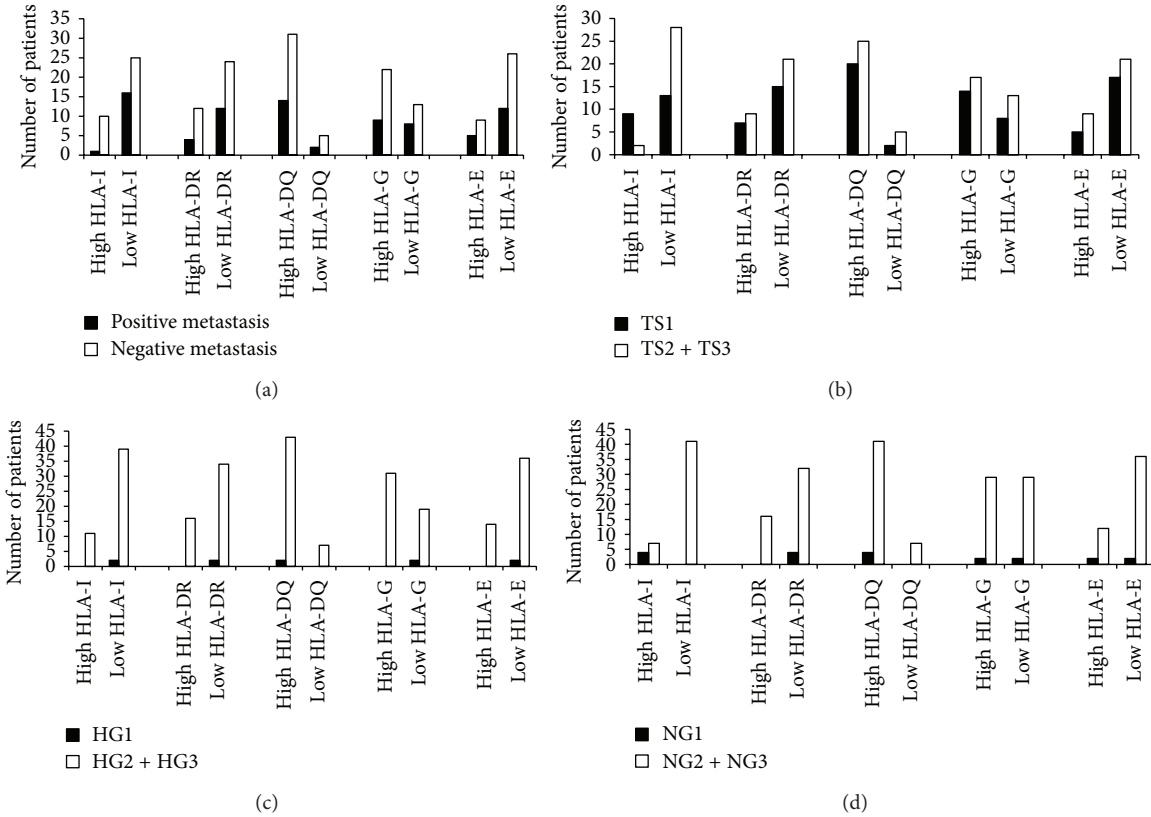 Number of patients
35
30
25
20
15
10
5
0
High HLA-I
Low HLA-I
High HLA-DR
Low HLA-DR
High HLA-DQ
Low HLA-DQ
High HLA-G
Low HLA-G
High HLA-E
Low HLA-E
Positive metastasis
Negative metastasis
(a)
Number of patients
30
25
20
15
10
5
0
High HLA-I
Low HLA-I
High HLA-DR
Low HLA-DR
High HLA-DQ
Low HLA-DQ
High HLA-G
Low HLA-G
High HLA-E
Low HLA-E
TS1
TS2 + TS3
(b)
Number of patients
45
40
35
30
25
20
15
10
5
0
High HLA-I
Low HLA-I
High HLA-DR
Low HLA-DR
High HLA-DQ
Low HLA-DQ
High HLA-G
Low HLA-G
High HLA-E
Low HLA-E
HG1
HG2 + HG3
(c)
Number of patients
45
40
35
30
25
20
15
10
5
0
High HLA-I
Low HLA-I
High HLA-DR
Low HLA-DR
High HLA-DQ
Low HLA-DQ
High HLA-G
Low HLA-G
High HLA-E
Low HLA-E
NG1
NG2 + NG3
(d)